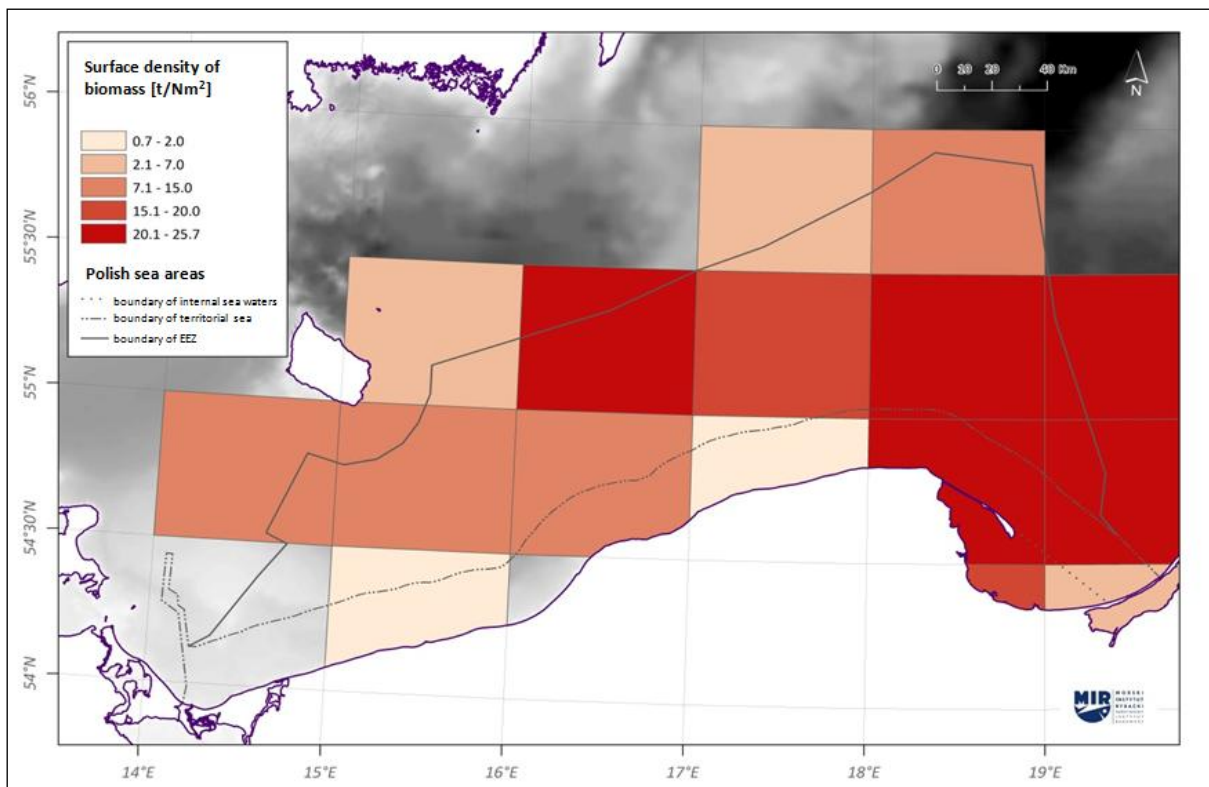 Surface density of
biomass [t/Nm²]
0.7 - 2.0
2.1 - 7.0
7.1 - 15.0
15.1 - 20.0
20.1 - 25.7
Polish sea areas
boundary of internal sea waters
boundary of territorial sea
boundary of EEZ
0 10 20 40 Km
N
56°N
55°30'N
55°N
54°30'N
54°N
MIR
MORSKI
INSTYTUT
RYBACKI
14°E 15°E 16°E 17°E 18°E 19°E